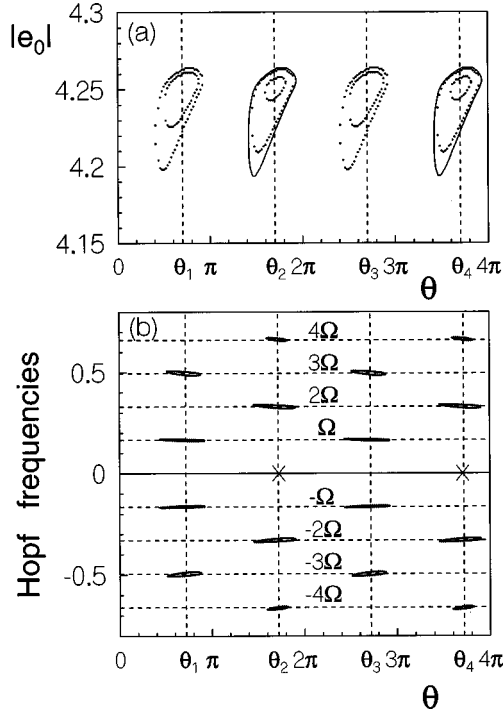 (a)
|e₀|
4.3
4.25
4.2
4.15
0 θ₁ π θ₂ 2π θ₃ 3π θ₄ 4π
θ
(b)
Hopf frequencies
0.5
0
-0.5
4Ω
3Ω
2Ω
Ω
-Ω
-2Ω
-3Ω
-4Ω
0 θ₁ π θ₂ 2π θ₃ 3π θ₄ 4π
θ